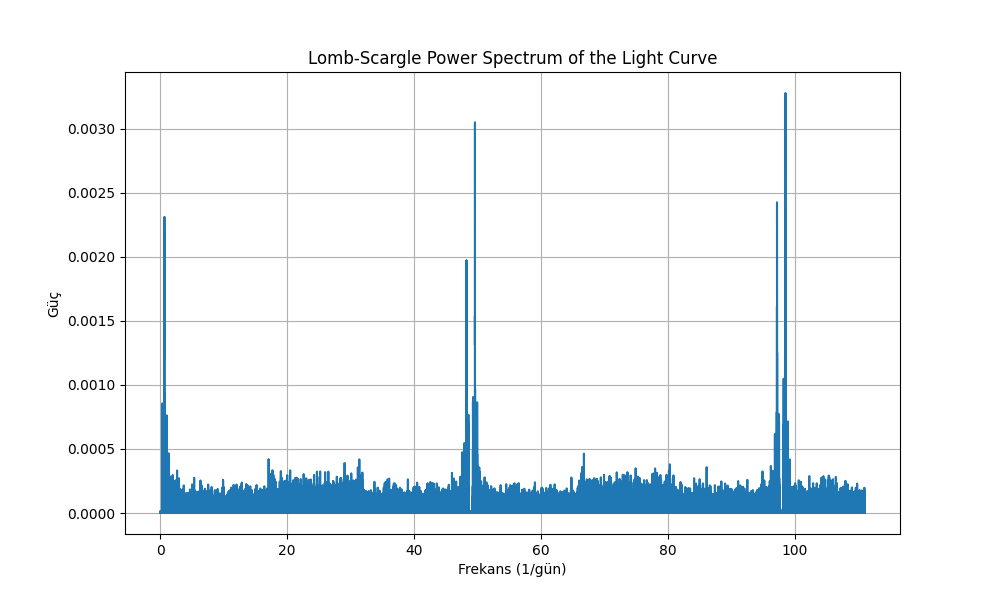 Lomb-Scargle Power Spectrum of the Light Curve
Güç
0.0030
0.0025
0.0020
0.0015
0.0010
0.0005
0.0000
0 20 40 60 80 100
Frekans (1/gün)